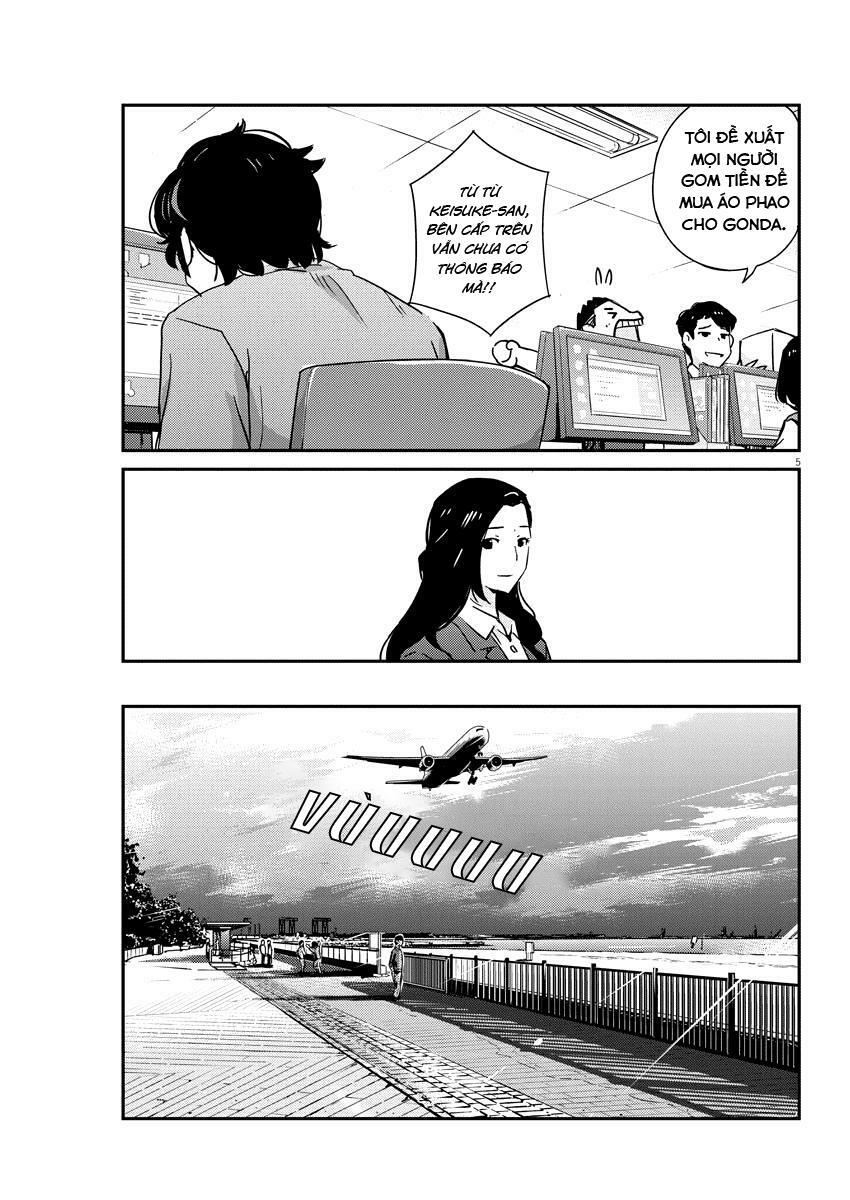 TÔI ĐỀ XUẤT
MỌI NGƯỜI
GOM TIỀN ĐỂ
MUA ÁO PHAO
CHO GONDA.
TỪ TỪ
KEISUKE-SAN,
BÊN CẤP TRÊN
VẪN CHƯA CÓ
THÔNG BÁO
MÀ!!
5
VÙUUUUU